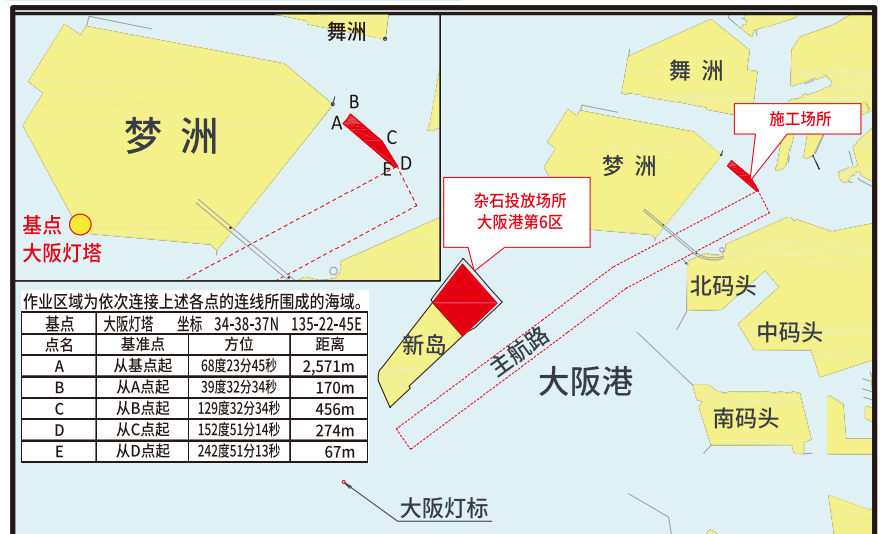 舞洲
B
A
C
D
E
梦 洲
基点
大阪灯塔
舞 洲
施工场所
梦 洲
杂石投放场所
大阪港第6区
北码头
中码头
新岛
主航路
大阪港
南码头
大阪灯标
作业区域为依次连接上述各点的连线所围成的海域。
基点 大阪灯塔 坐标 34-38-37N 135-22-45E
点名 基准点 方位 距离
A 从基点起 68度23分45秒 2,571m
B 从A点起 39度32分34秒 170m
C 从B点起 129度32分34秒 456m
D 从C点起 152度51分14秒 274m
E 从D点起 242度51分13秒 67m